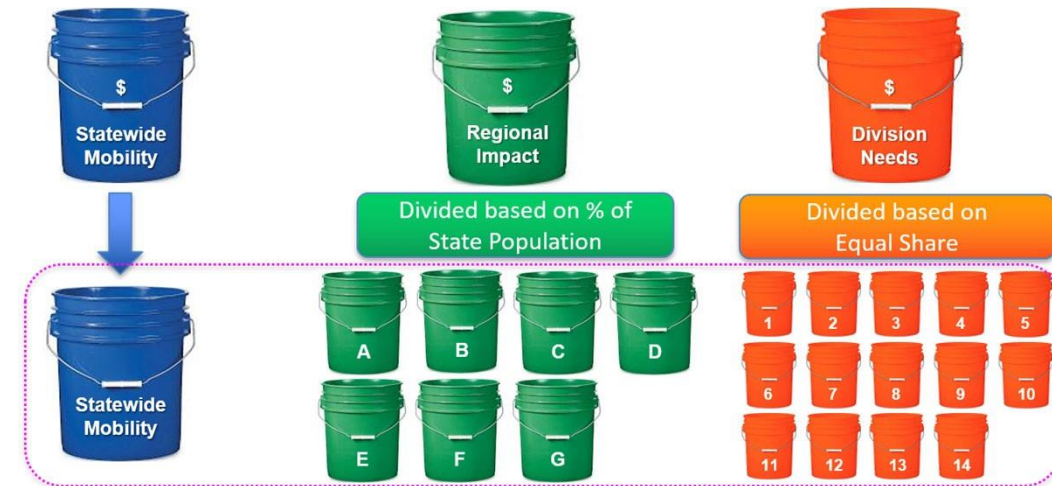 $
Statewide
Mobility
$
Regional
Impact
$
Division
Needs
Divided based on % of
State Population
Divided based on
Equal Share
Statewide
Mobility
A B C D
E F G
1 2 3 4 5
6 7 8 9 10
11 12 13 14